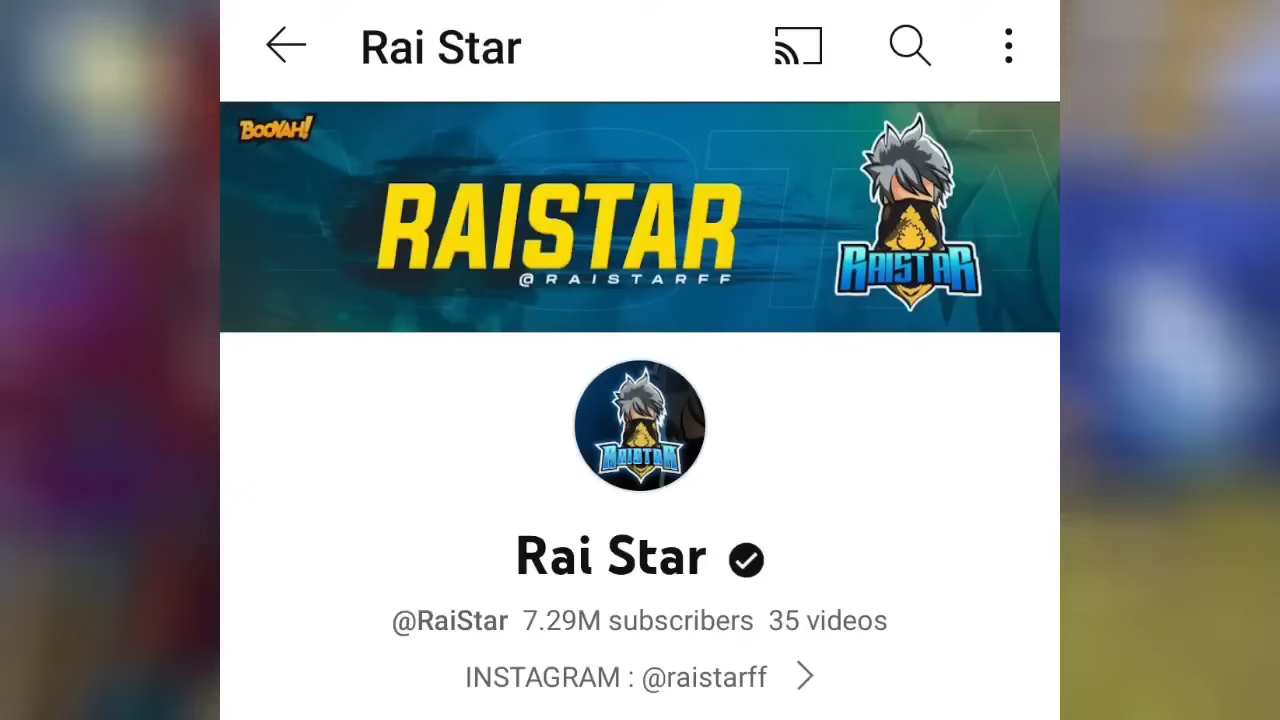 Rai Star
BOOYAH!
RAISTAR
@RAISTARFF
RAISTAR
RAISTAR
Rai Star
@RaiStar 7.29M subscribers 35 videos
INSTAGRAM : @raistarff